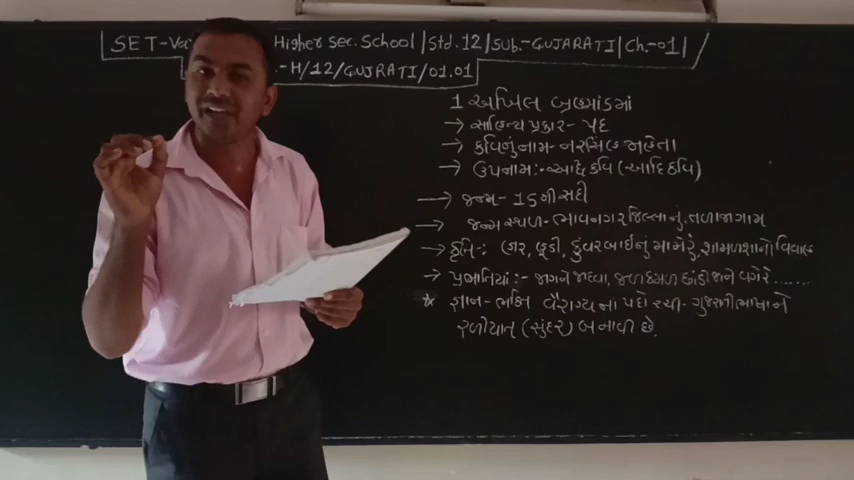 SET-Va Higher sec. School | Std. 12 | Sub.- GUJARATI | Ch.-01 |
- H/12/GUJRATI/01.01
1 અખિલ બ્રહ્માંડમાં
→ સાહિત્ય પ્રકાર - પદ
→ કવિનું નામ - નરસિંહ મહેતા
→ ઉપનામ :- આદ્ય કવિ (આદિકવિ)
→ જન્મ - 15 મી સદી
→ જન્મ સ્થળ - ભાવનગર જિલ્લાનું તળાજા ગામ
→ કૃતિ -: હાર, હૂંડી, કુંવરબાઈનું મામેરું, શામળશાનો વિવાહ
→ પ્રભાતિયાં :- જાગને જાદવા, જળકમળ છાંડી જાને વગેરે.......
* જ્ઞાન - ભક્તિ વૈરાગ્ય ના પદો રચી - ગુજરાતી ભાષાને
રળીયાત (સુંદર) બનાવી છે.